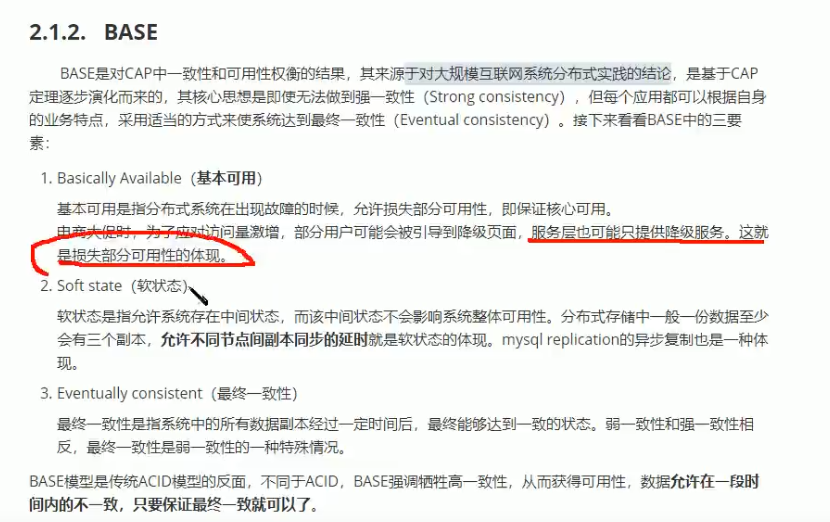 2.1.2. BASE
BASE是对CAP中一致性和可用性权衡的结果，其来源于对大规模互联网系统分布式实践的结论，是基于CAP
定理逐步演化而来的，其核心思想是即使无法做到强一致性（Strong consistency），但每个应用都可以根据自身
的业务特点，采用适当的方式来使系统达到最终一致性（Eventual consistency）。接下来看看BASE中的三要
素：
1. Basically Available（基本可用）
基本可用是指分布式系统在出现故障的时候，允许损失部分可用性，即保证核心可用。
电商大促时，为了应对访问量激增，部分用户可能会被引导到降级页面，服务层也可能只提供降级服务。这就
是损失部分可用性的体现。
2. Soft state（软状态）
软状态是指允许系统存在中间状态，而该中间状态不会影响系统整体可用性。分布式存储中一般一份数据至少
会有三个副本，允许不同节点间副本同步的延时就是软状态的体现。mysql replication的异步复制也是一种体
现。
3. Eventually consistent（最终一致性）
最终一致性是指系统中的所有数据副本经过一定时间后，最终能够达到一致的状态。弱一致性和强一致性相
反，最终一致性是弱一致性的一种特殊情况。
BASE模型是传统ACID模型的反面，不同于ACID，BASE强调牺牲高一致性，从而获得可用性，数据允许在一段时
间内的不一致，只要保证最终一致就可以了。